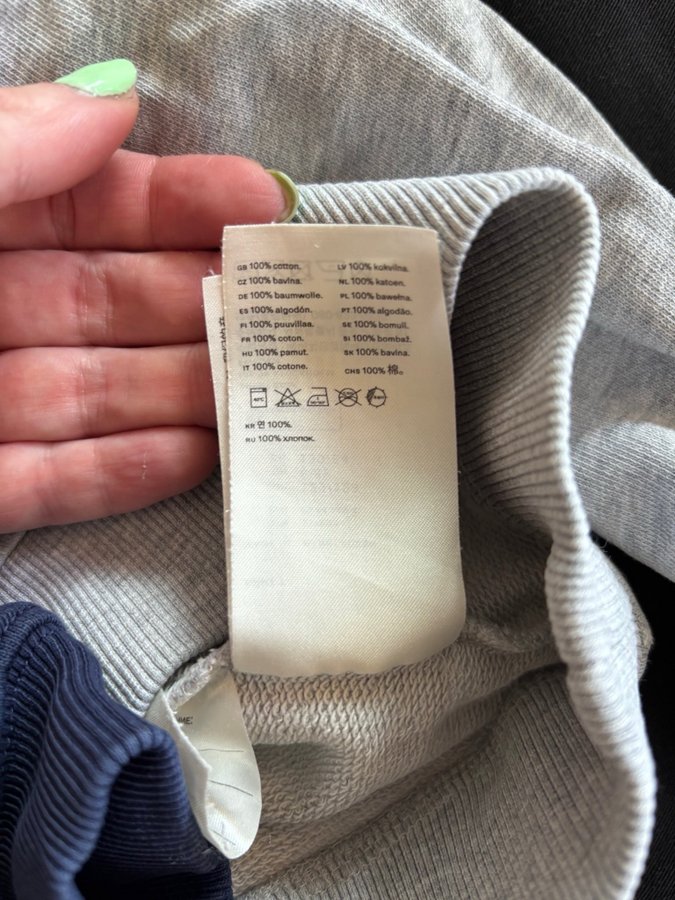 GB 100% cotton.
CZ 100% bavlna.
DE 100% baumwolle.
ES 100% algodón.
FI 100% puuvillaa.
FR 100% coton.
HU 100% pamut.
IT 100% cotone.
LV 100% kokvilna.
NL 100% katoen.
PL 100% bawełna.
PT 100% algodão.
SE 100% bomull.
SI 100% bombaž.
SK 100% bavlna.
CHS 100% 棉。
40°C
KR 면 100%.
RU 100% хлопок.